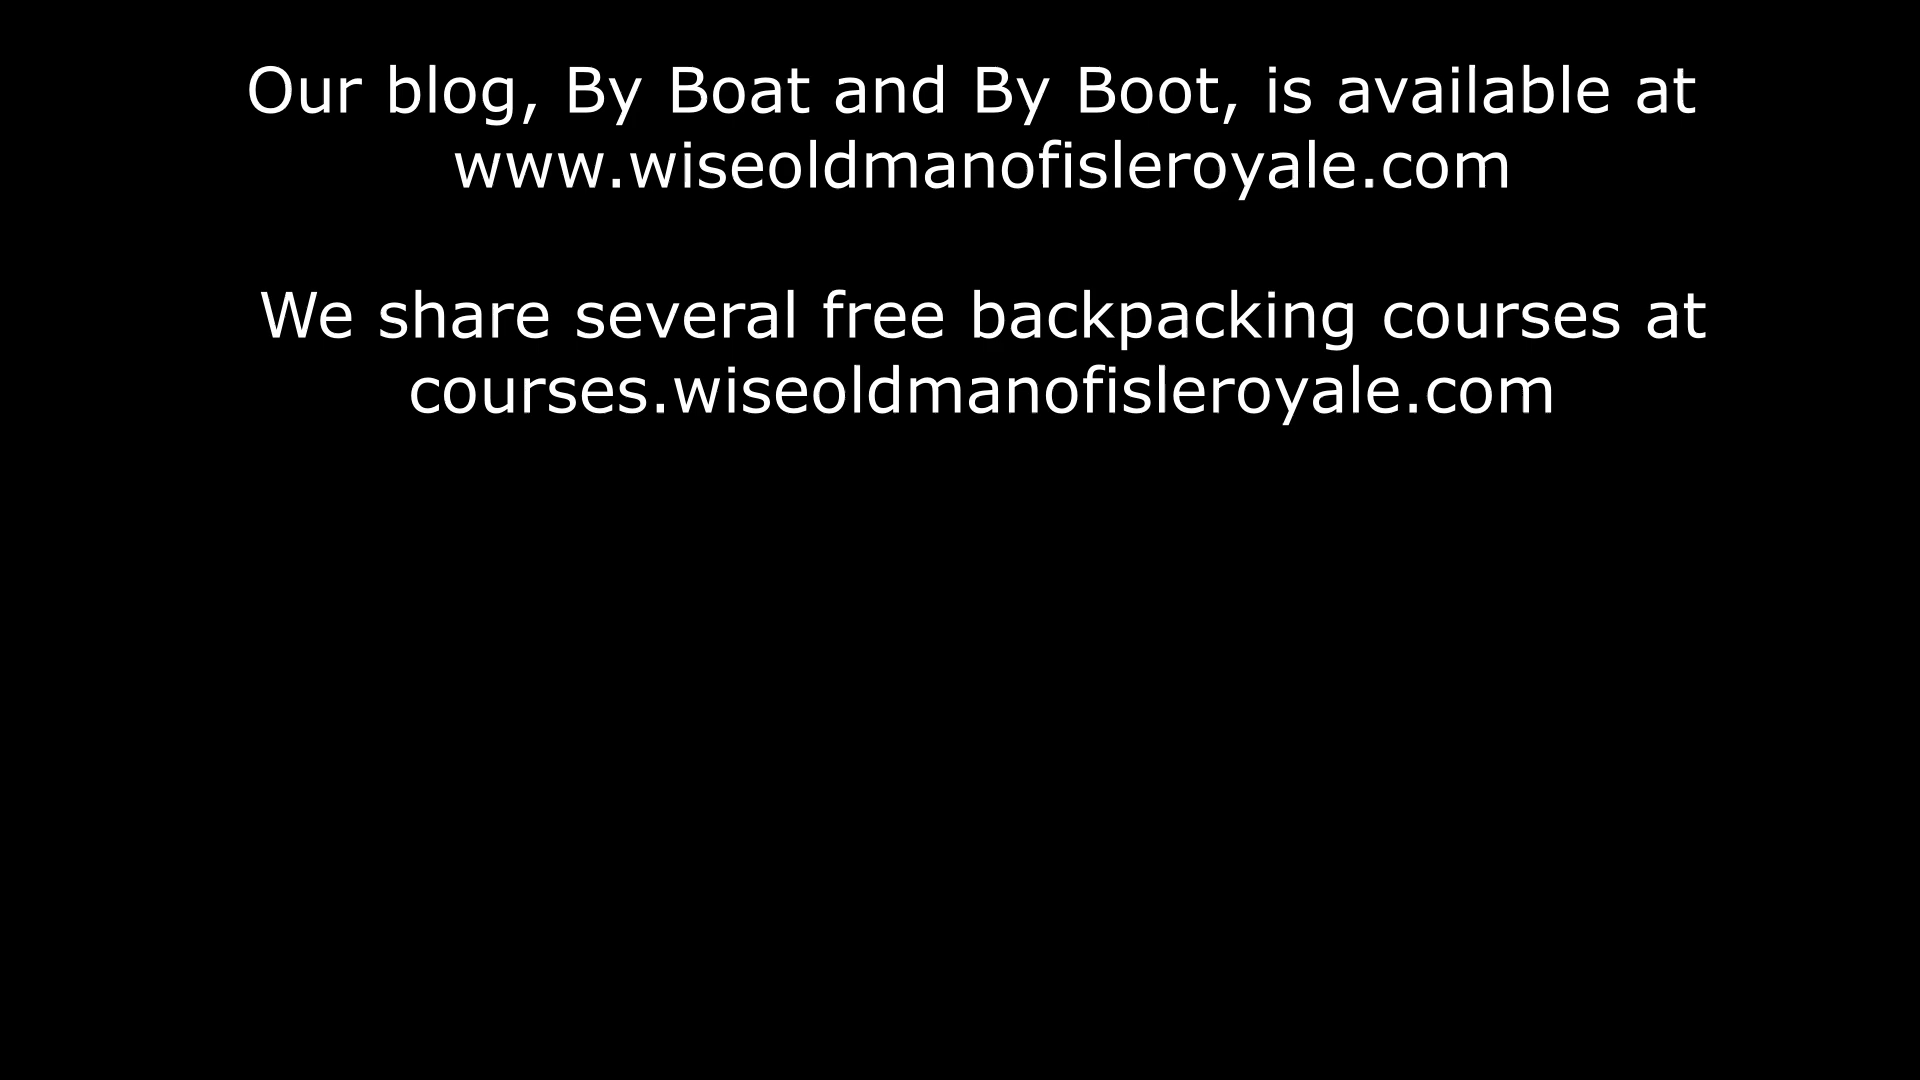 Our blog, By Boat and By Boot, is available at
www.wiseoldmanofisleroyale.com
We share several free backpacking courses at
courses.wiseoldmanofisleroyale.com